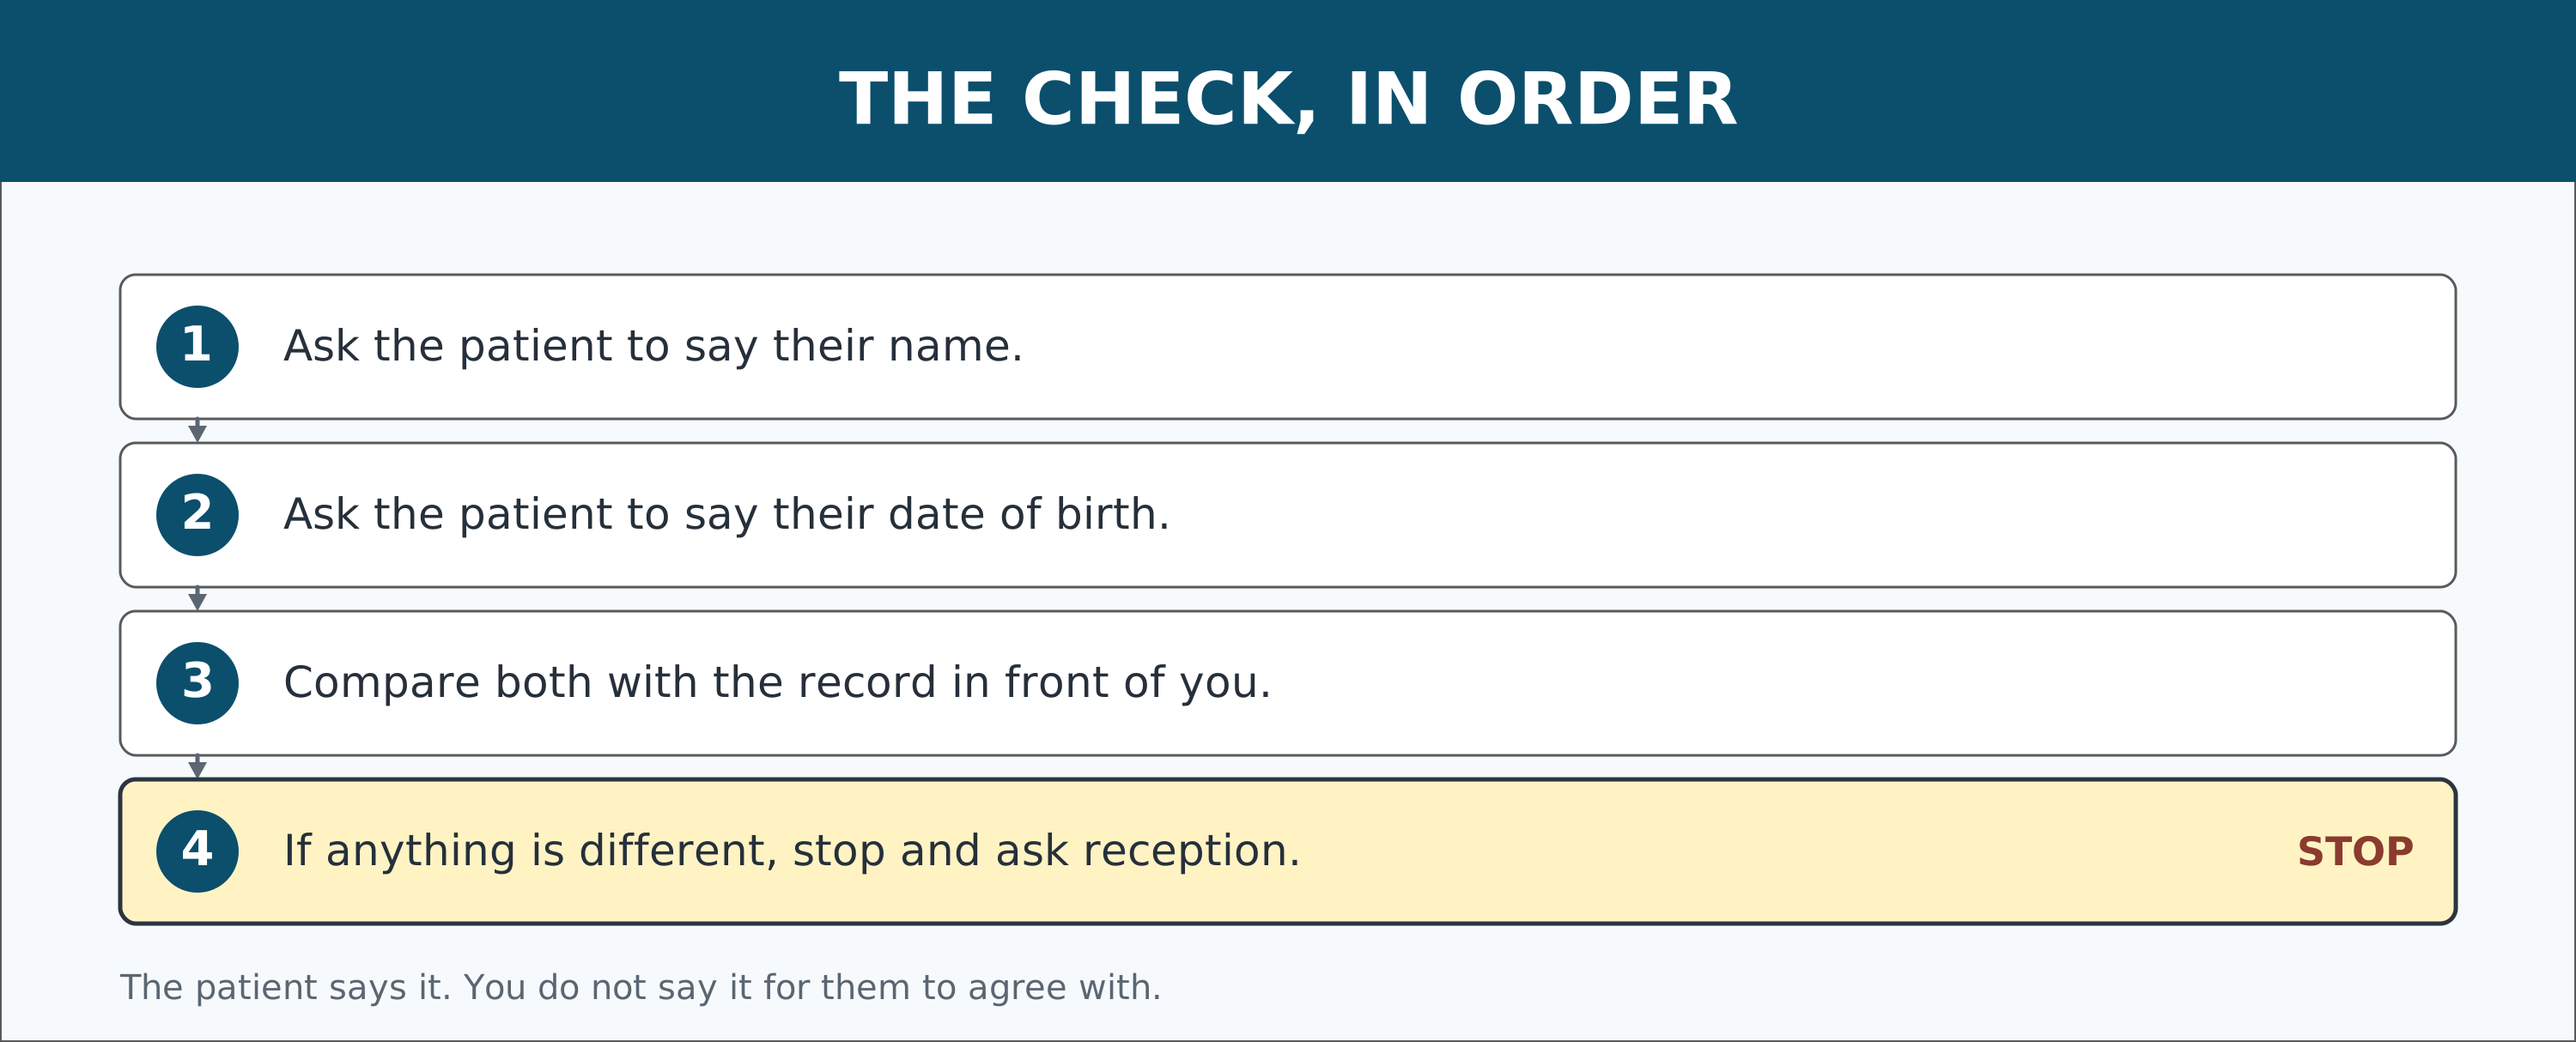 THE CHECK, IN ORDER
1 Ask the patient to say their name.
2 Ask the patient to say their date of birth.
3 Compare both with the record in front of you.
4 If anything is different, stop and ask reception. STOP
The patient says it. You do not say it for them to agree with.